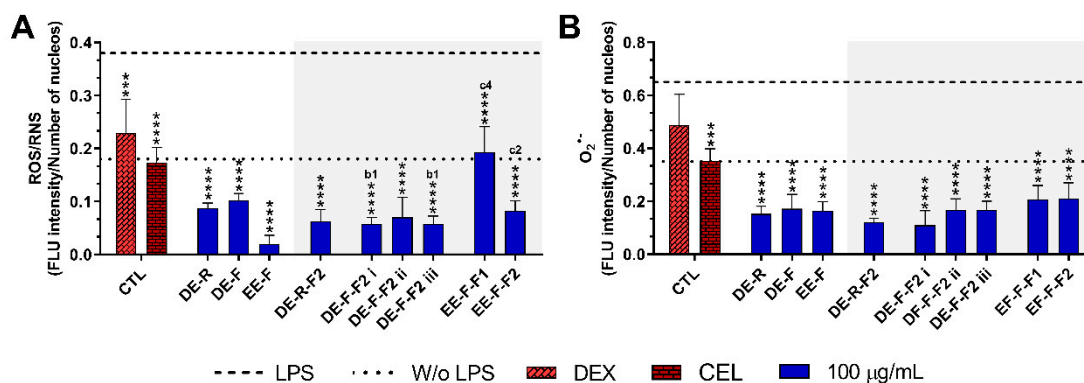 A
ROS/RNS
(FLU intensity/Number of nucleos)
0.4
0.3
0.2
0.1
0.0
***
****
****
****
****
****
b1
****
****
b1
****
c4
****
c2
****
CTL
DE-R
DE-F
EE-F
DE-R-F2
DE-F-F2 i
DE-F-F2 ii
DE-F-F2 iii
EE-F-F1
EE-F-F2
B
O2•-
(FLU intensity/Number of nucleos)
0.8
0.6
0.4
0.2
0.0
***
****
****
****
****
****
****
****
****
****
CTL
DE-R
DE-F
EE-F
DE-R-F2
DE-F-F2 i
DF-F-F2 ii
DE-F-F2 iii
EF-F-F1
EF-F-F2
LPS
W/o LPS
DEX
CEL
100 µg/mL